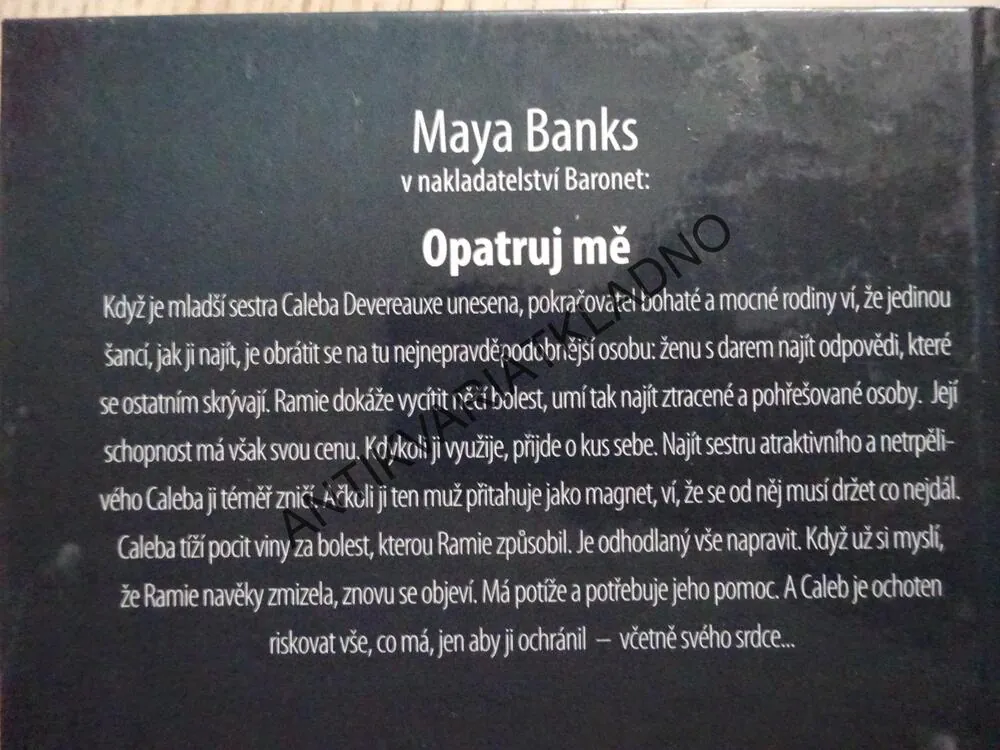 Maya Banks
v nakladatelství Baronet:
Opatruj mě
Když je mladší sestra Caleba Devereauxe unesena, pokračovatel bohaté a mocné rodiny ví, že jedinou
šancí, jak ji najít, je obrátit se na tu nejnepravděpodobnější osobu: ženu s darem najít odpovědi, které
se ostatním skrývají. Ramie dokáže vycítit něčí bolest, umí tak najít ztracené a pohřešované osoby. Její
schopnost má však svou cenu. Kdykoli ji využije, přijde o kus sebe. Najít sestru atraktivního a netrpěli-
vého Caleba ji téměř zničí. Ačkoli ji ten muž přitahuje jako magnet, ví, že se od něj musí držet co nejdál.
Caleba tíží pocit viny za bolest, kterou Ramie způsobil. Je odhodlaný vše napravit. Když už si myslí,
že Ramie navěky zmizela, znovu se objeví. Má potíže a potřebuje jeho pomoc. A Caleb je ochoten
riskovat vše, co má, jen aby ji ochránil – včetně svého srdce...
ANTIKVARIATKLADNO